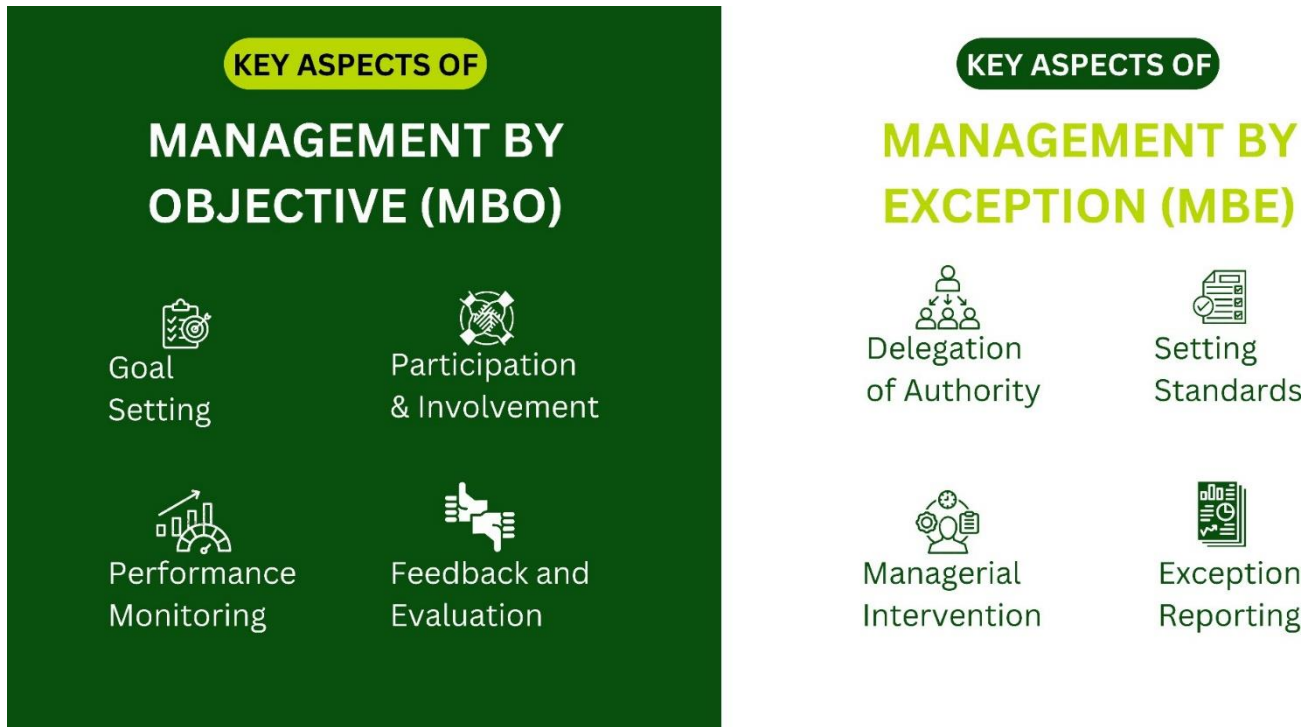 KEY ASPECTS OF
MANAGEMENT BY
OBJECTIVE (MBO)
Goal
Setting
Participation
& Involvement
Performance
Monitoring
Feedback and
Evaluation
KEY ASPECTS OF
MANAGEMENT BY
EXCEPTION (MBE)
Delegation
of Authority
Setting
Standards
Managerial
Intervention
Exception
Reporting